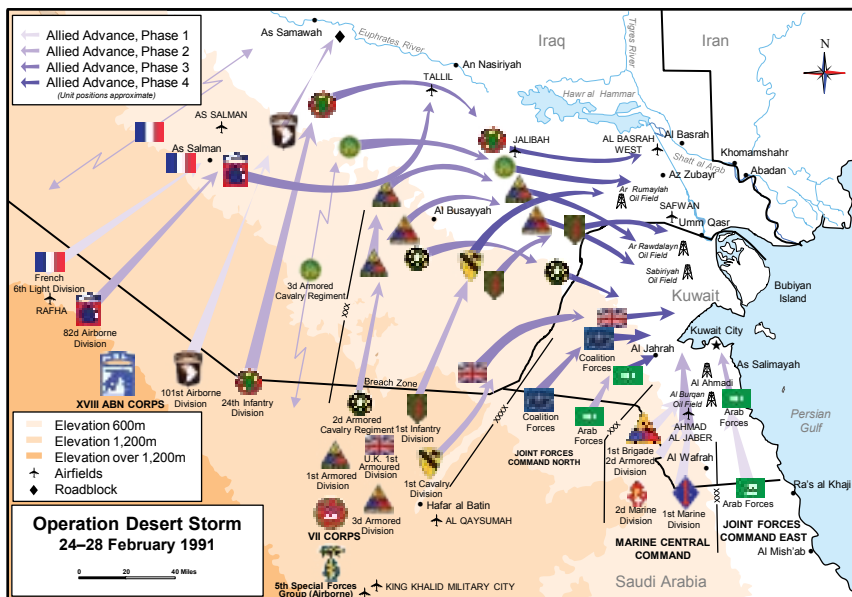 Allied Advance, Phase 1
Allied Advance, Phase 2
Allied Advance, Phase 3
Allied Advance, Phase 4
(Unit positions approximate)
As Samawah
Euphrates River
An Nasiriyah
Iraq
Tigres River
Iran
N
TALLIL
Hawr al Hammar
AS SALMAN
As Salman
JALIBAH
AL BASRAH
WEST
Al Basrah
Khomamshahr
Shatt al Arab
Az Zubayr
Abadan
Ar Rumaylah
Oil Field
SAFWAN
Umm Qasr
Al Busayyah
Ar Rawdalayn
Oil Field
Sabiriyah
Oil Field
French
6th Light Division
RAFHA
3d Armored
Cavalry Regiment
XXX
Kuwait
Bubiyan
Island
82d Airborne
Division
Kuwait City
Coalition
Forces
Al Jahrah
As Salimayah
XVIII ABN CORPS
101st Airborne
Division
24th Infantry
Division
Breach Zone
XXXX
Al Ahmadi
Al Burqan
Oil Field
2d Armored
Cavalry Regiment
1st Infantry
Division
Coalition
Forces
Arab
Forces
AHMAD
AL JABER
Arab
Forces
Persian
Gulf
Elevation 600m
Elevation 1,200m
Elevation over 1,200m
Airfields
Roadblock
U.K. 1st
Armoured
Division
1st Armored
Division
1st Cavalry
Division
JOINT FORCES
COMMAND NORTH
XXX
1st Brigade
2d Armored
Division
Al Wafrah
Ra's al Khaji
3d Armored
Division
Hafar al Batin
AL QAYSUMAH
2d Marine
Division
1st Marine
Division
XX
Arab Forces
VII CORPS
MARINE CENTRAL
COMMAND
JOINT FORCES
COMMAND EAST
Al Mish'ab
Operation Desert Storm
24–28 February 1991
0 20 40 Miles
5th Special Forces
Group (Airborne)
KING KHALID MILITARY CITY
Saudi Arabia